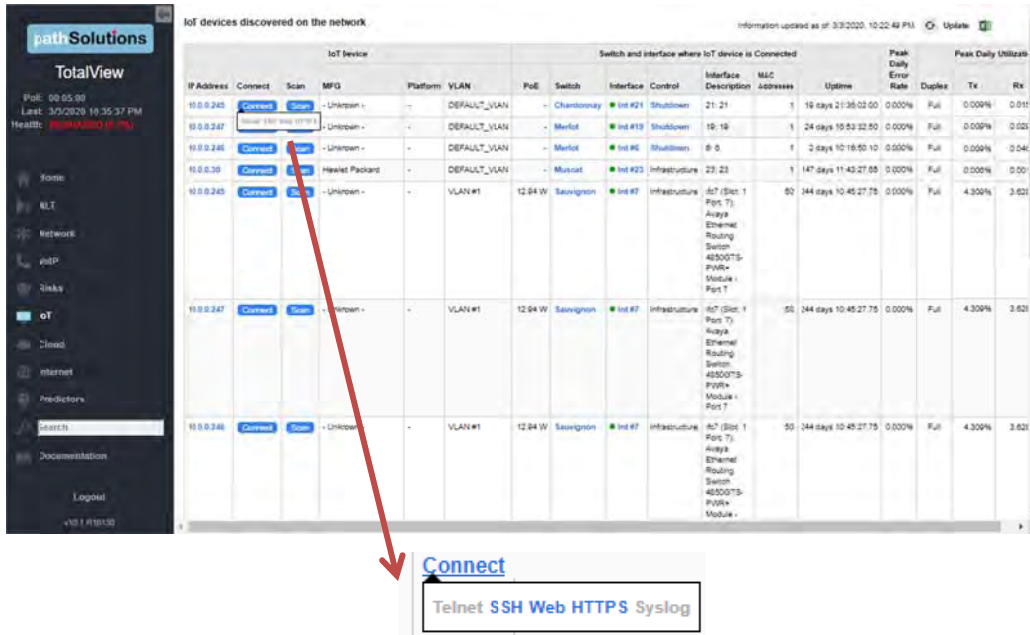 pathSolutions
TotalView
Poll: 00:05:00
Last: 3/3/2020 10:35:37 PM
Health:
Home
Network
VoIP
Risks
IoT
Cloud
Internet
Predictors
Search
Documentation
Logout
IoT devices discovered on the network
Information updated as of: 3/3/2020, 10:22:49 PM Update
IoT Device Switch and interface where IoT device is Connected Peak Daily Error Rate Peak Daily Utilizati
IP Address Connect Scan MFG Platform VLAN PoE Switch Interface Control Interface Description MAC Addresses Uptime Duplex Tx Rx
10.0.0.245 Connect Scan - Unknown - - DEFAULT_VLAN - Chardonnay Int #21 Shutdown 21: 21 1 19 days 21:36:02.00 0.000% Full 0.009% 0.015
10.0.0.247 - Unknown - - DEFAULT_VLAN - Merlot Int #19 Shutdown 19: 19 1 24 days 16:53:32.50 0.000% Full 0.009%
10.0.0.246 Connect Scan - Unknown - - DEFAULT_VLAN - Merlot Int #6 Shutdown 6: 6 1 2 days 10:16:50.10 0.000% Full 0.009%
10.0.0.30 Connect Scan Hewlet Packard - DEFAULT_VLAN - Muscat Int #23 Infrastructure 23: 23 1 147 days 11:43:27.65 0.000% Full
10.0.0.245 Connect Scan - Unknown - - VLAN #1 12.94 W Sauvignon Int #7 Infrastructure ifc7 (Slot: 1 50 244 days 10:45:27.75 0.000% Full 4.309% 3.628
Port: 7):
Avaya
Ethernet
Routing
Switch
4850GTS-
PWR+
Module -
Port 7
10.0.0.247 Connect Scan - Unknown - - VLAN #1 12.94 W Sauvignon Int #7 Infrastructure ifc7 (Slot: 1 50 244 days 10:45:27.75 0.000% Full 4.309% 3.628
Port: 7):
Avaya
Ethernet
Routing
Switch
4850GTS-
PWR+
Module -
Port 7
10.0.0.246 Connect Scan - Unknown - - VLAN #1 12.94 W Sauvignon Int #7 Infrastructure ifc7 (Slot: 1 50 244 days 10:45:27.75 0.000% Full 4.309% 3.628
Port: 7):
Avaya
Ethernet
Routing
Switch
4850GTS-
PWR+
Module -
Connect
Telnet SSH Web HTTPS Syslog